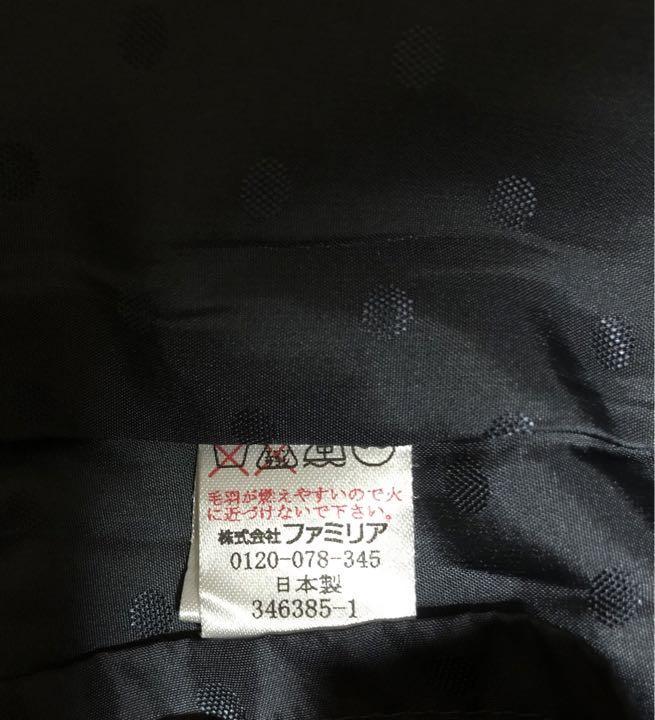 毛羽が燃えやすいので火
に近づけないで下さい。
株式会社 ファミリア
0120-078-345
日本製
346385-1